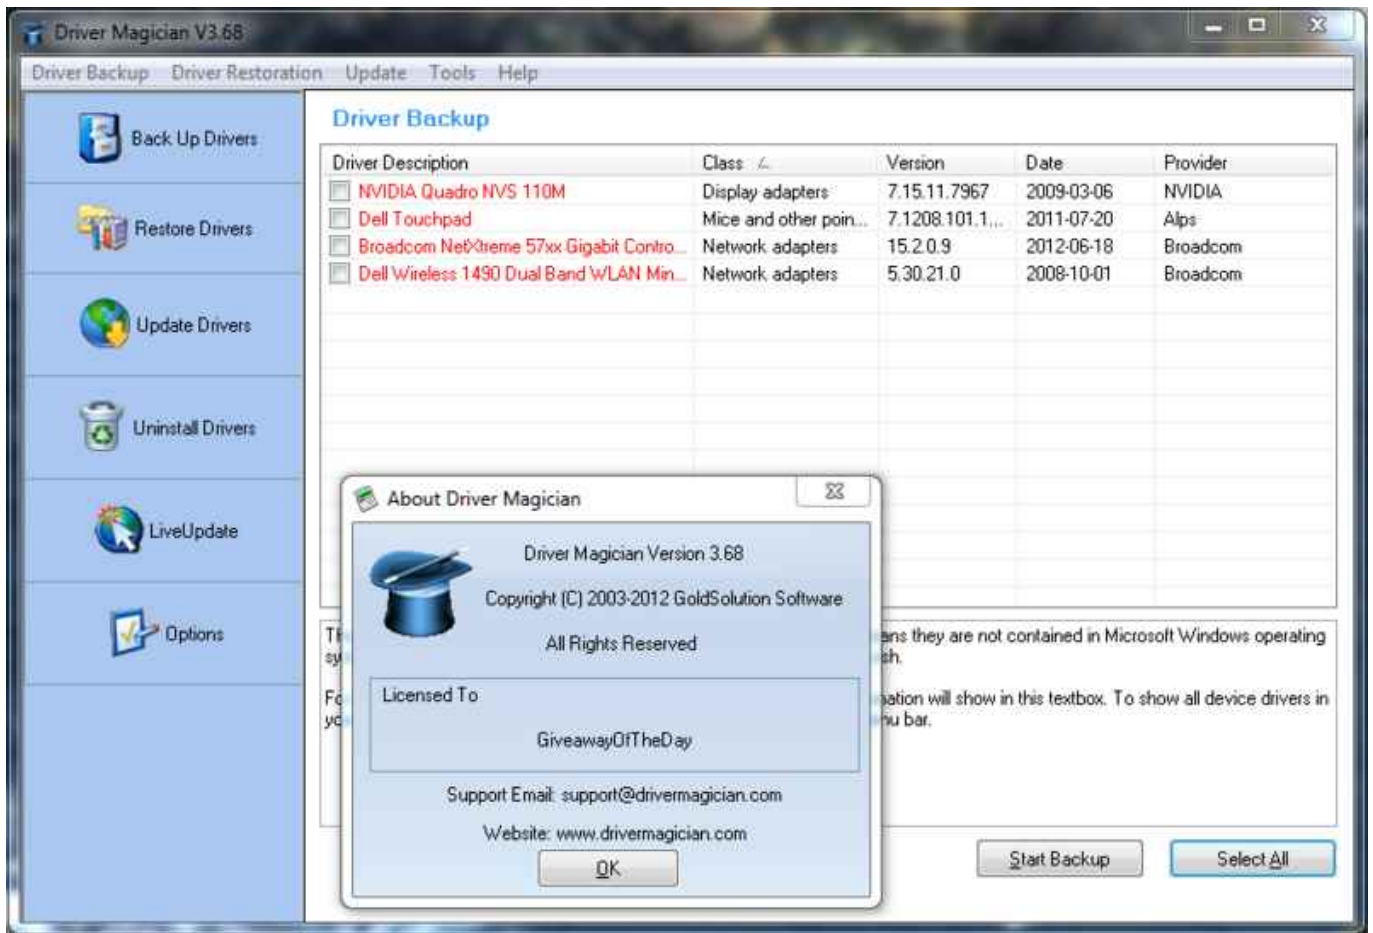 Driver Magician V3.68
Driver Backup Driver Restoration Update Tools Help
Back Up Drivers
Restore Drivers
Update Drivers
Uninstall Drivers
LiveUpdate
Options
Driver Backup
Driver Description Class Version Date Provider
NVIDIA Quadro NVS 110M Display adapters 7.15.11.7967 2009-03-06 NVIDIA
Dell Touchpad Mice and other poin... 7.1208.101.1... 2011-07-20 Alps
Broadcom NetXtreme 57xx Gigabit Contro... Network adapters 15.2.0.9 2012-06-18 Broadcom
Dell Wireless 1490 Dual Band WLAN Min... Network adapters 5.30.21.0 2008-10-01 Broadcom
they are not contained in Microsoft Windows operating
will show in this textbox. To show all device drivers in
bar.
Start Backup Select All
About Driver Magician
Driver Magician Version 3.68
Copyright (C) 2003-2012 GoldSolution Software
All Rights Reserved
Licensed To
GiveawayOfTheDay
Support Email: support@drivermagician.com
Website: www.drivermagician.com
OK